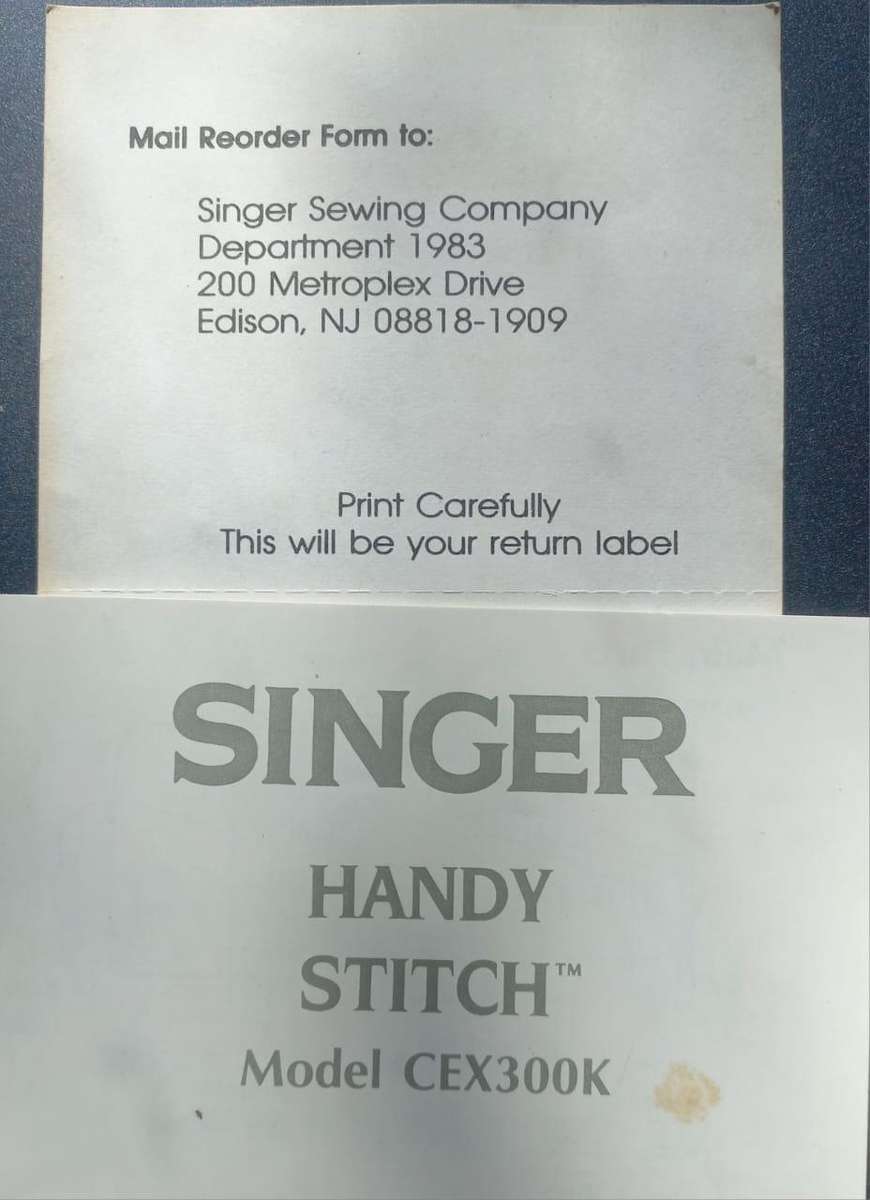 Mail Reorder Form to:
Singer Sewing Company
Department 1983
200 Metroplex Drive
Edison, NJ 08818-1909
Print Carefully
This will be your return label
SINGER
HANDY
STITCH™
Model CEX300K